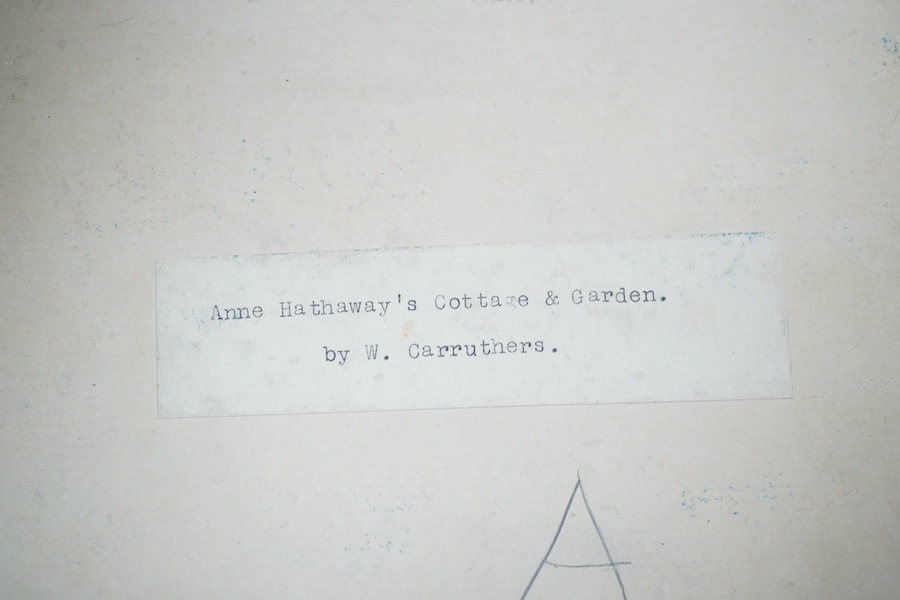 Anne Hathaway's Cottage & Garden.
by W. Carruthers.
A